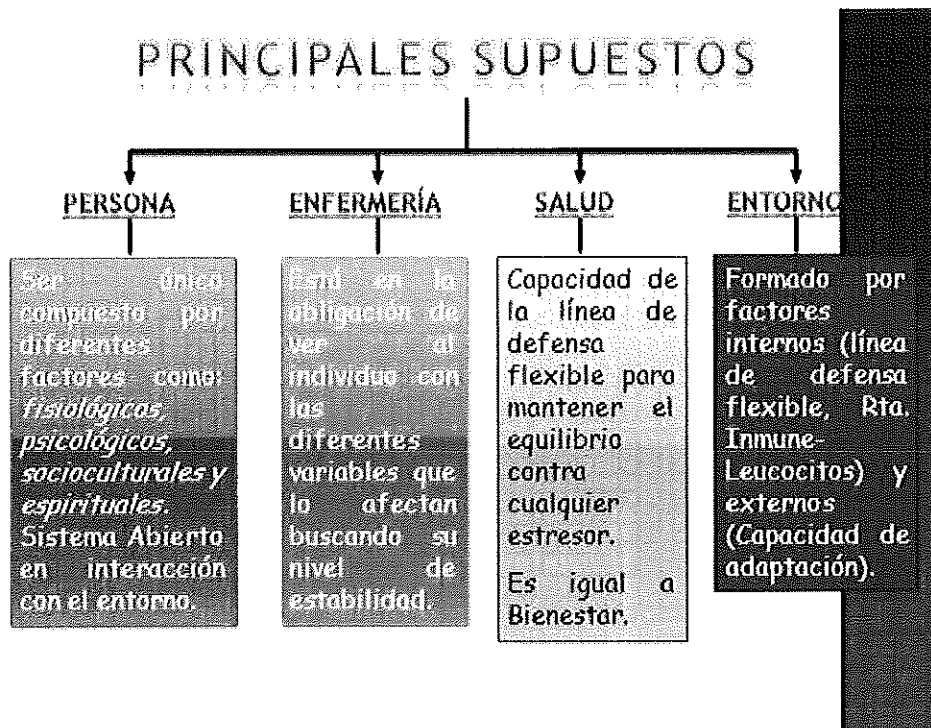 PRINCIPALES SUPUESTOS
PERSONA
Ser único
compuesto por
diferentes
factores como:
fisiológicos,
psicológicos,
socioculturales y
espirituales.
Sistema Abierto
en interacción
con el entorno.
ENFERMERÍA
Está en la
obligación de
ver al
individuo con
las
diferentes
variables que
lo afectan
buscando su
nivel de
estabilidad.
SALUD
Capacidad de
la línea de
defensa
flexible para
mantener el
equilibrio
contra
cualquier
estresor.
Es igual a
Bienestar.
ENTORNO
Formado por
factores
internos (línea
de defensa
flexible, Rta.
Inmune-
Leucocitos) y
externos
(Capacidad de
adaptación).